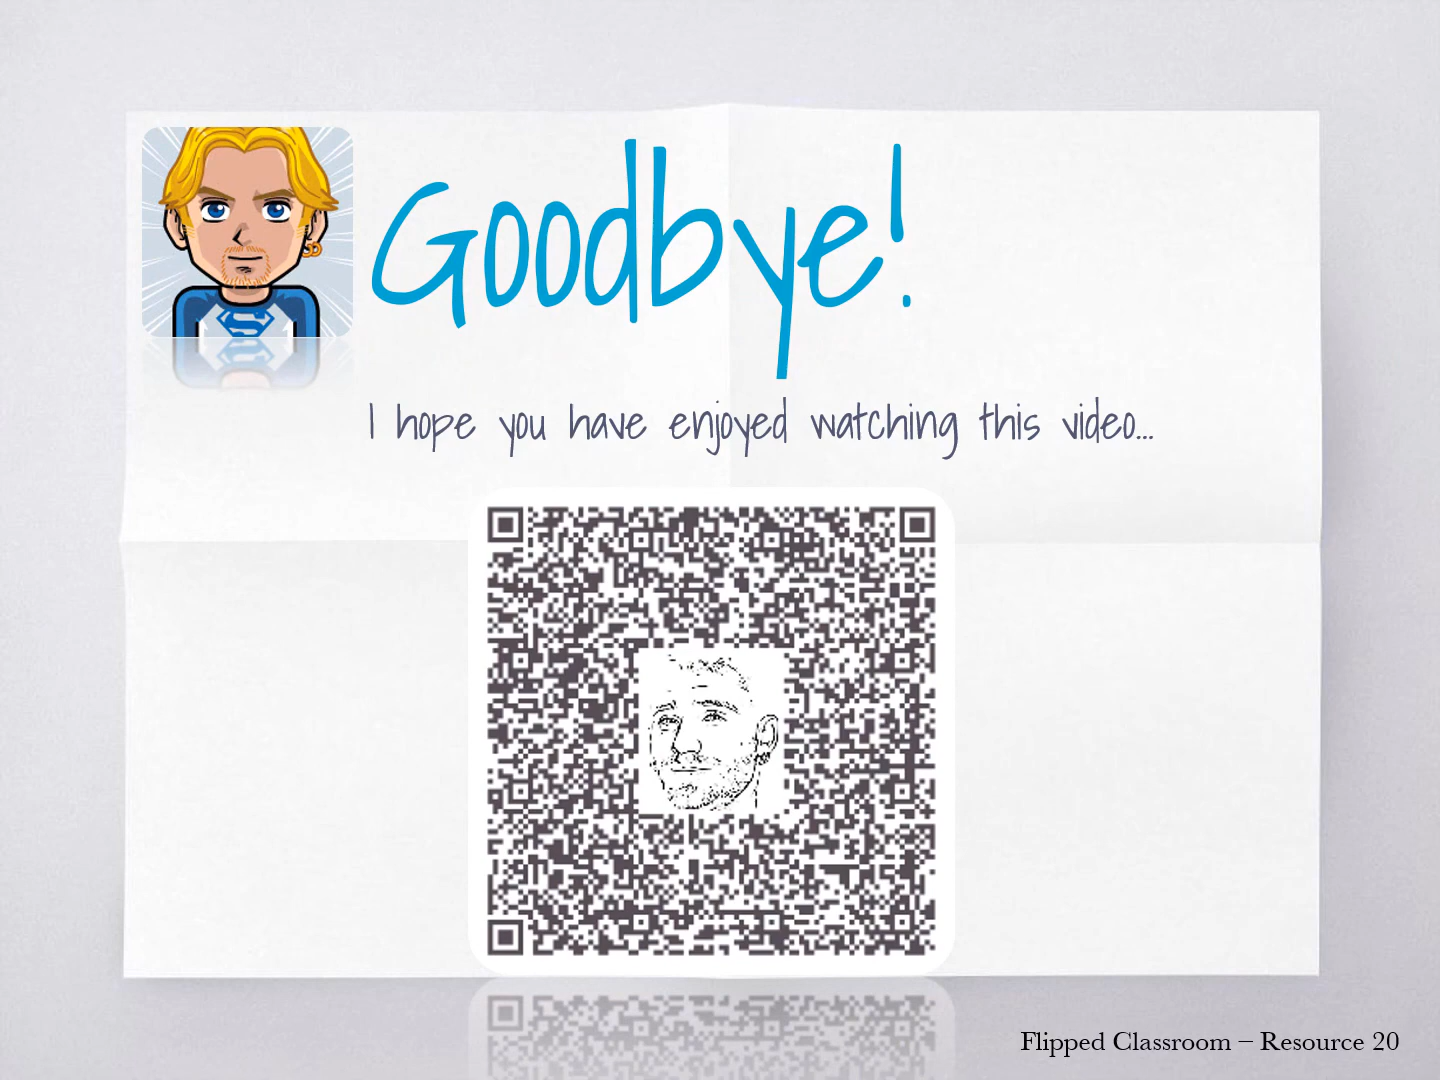 Goodbye!
I hope you have enjoyed watching this video...
Flipped Classroom – Resource 20